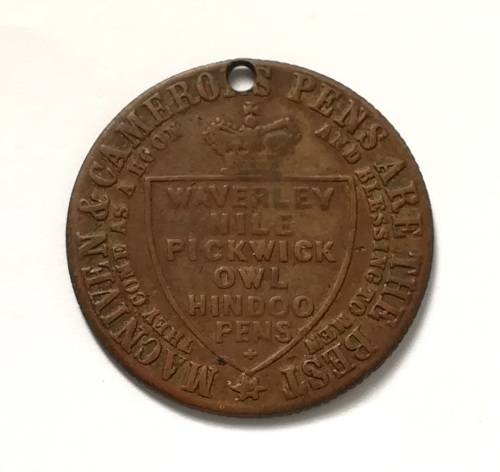 MACNIVEN & CAMERON'S PENS ARE THE BEST
THEY COME AS A BOON AND BLESSING TO MEN
WAVERLEY
NILE
PICKWICK
OWL
HINDOO
PENS